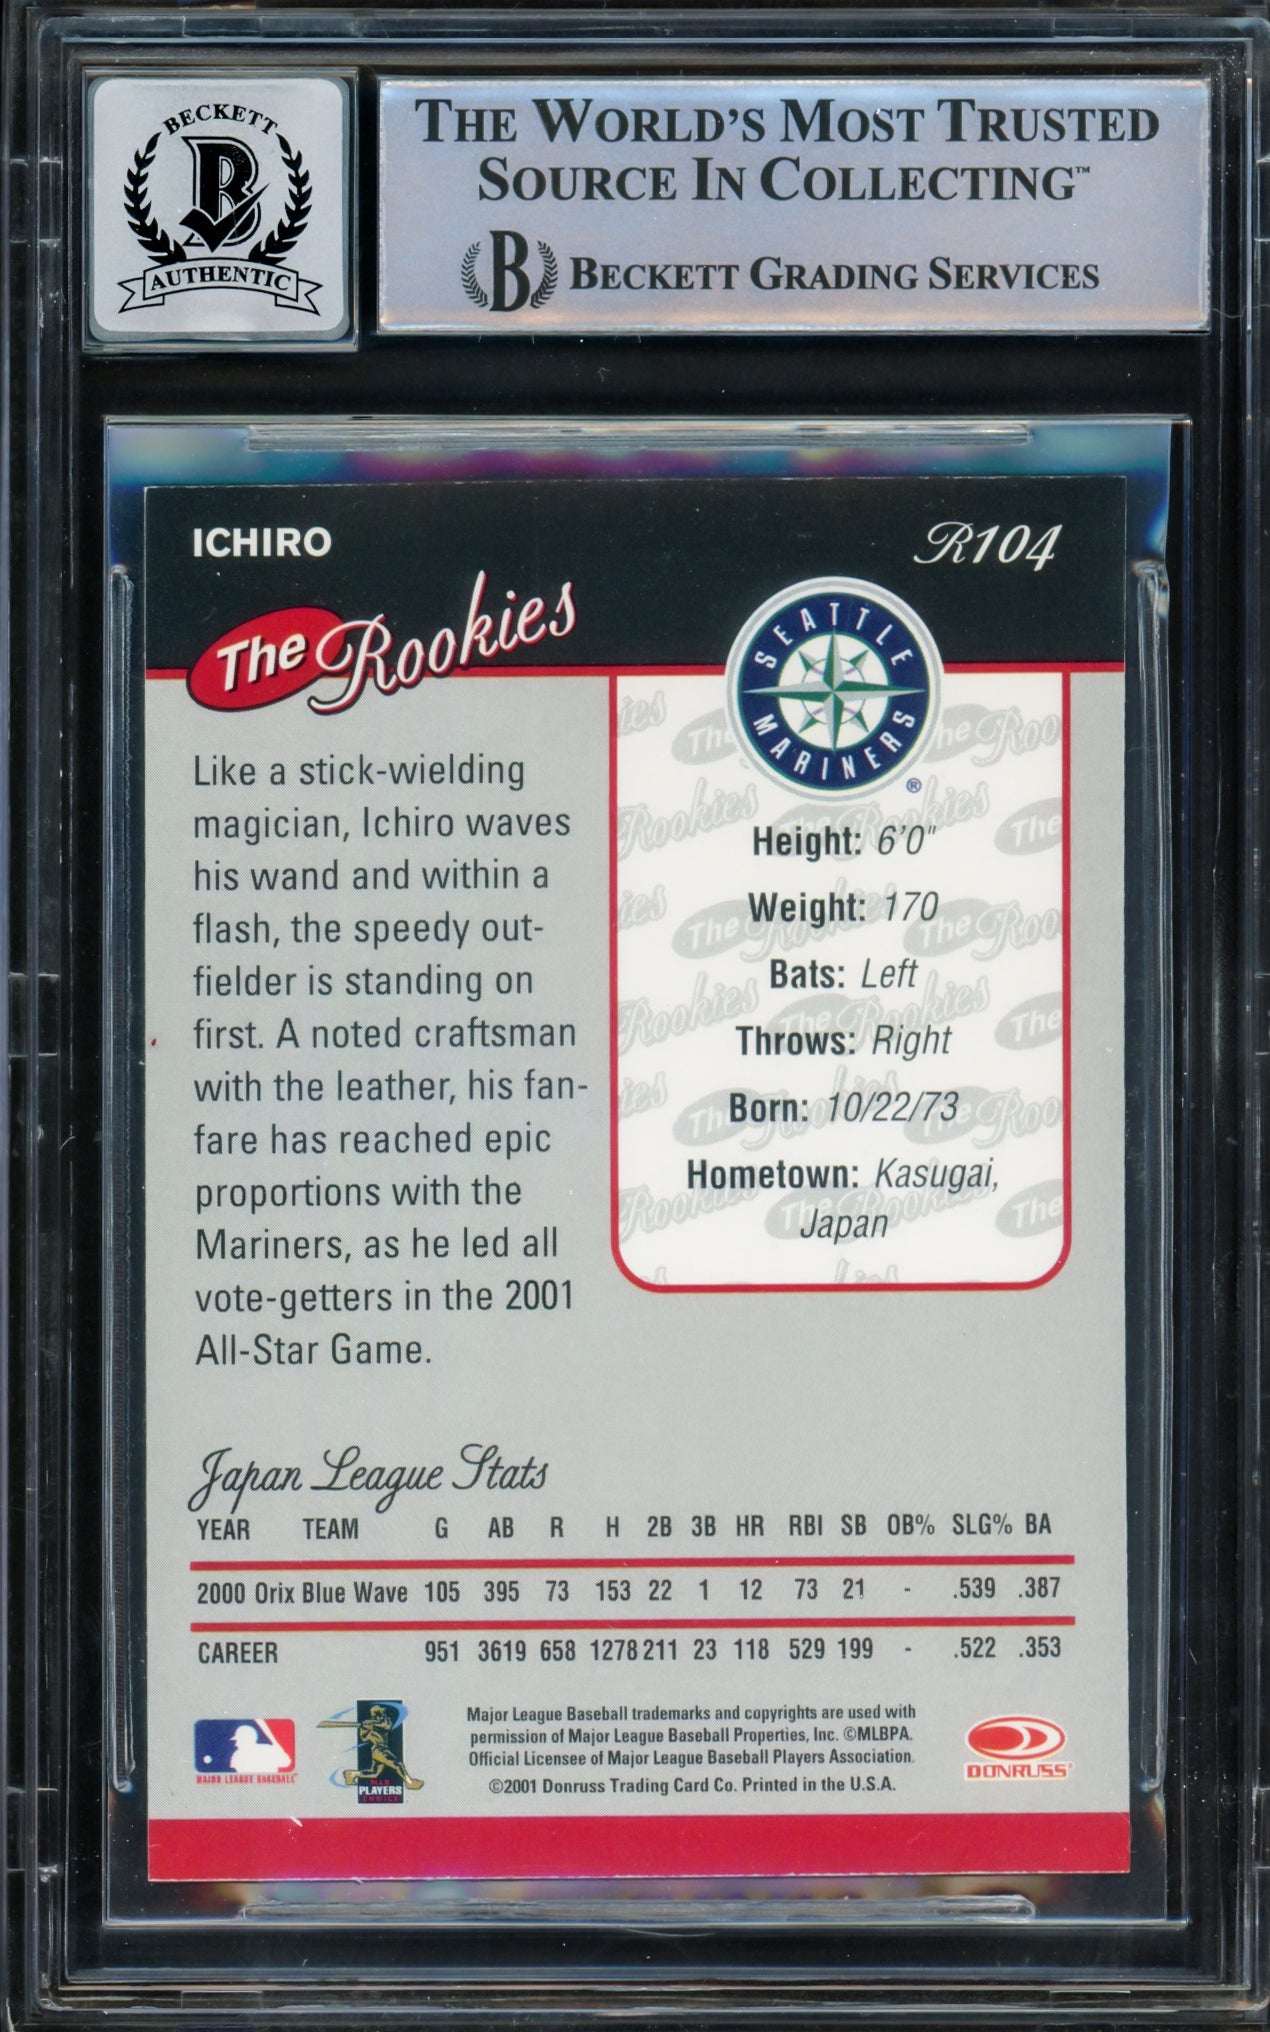 BECKETT
AUTHENTIC
THE WORLD'S MOST TRUSTED
SOURCE IN COLLECTING™
B BECKETT GRADING SERVICES
ICHIRO
R104
The Rookies
SEATTLE
MARINERS
®
Like a stick-wielding
magician, Ichiro waves
his wand and within a
flash, the speedy out-
fielder is standing on
first. A noted craftsman
with the leather, his fan-
fare has reached epic
proportions with the
Mariners, as he led all
vote-getters in the 2001
All-Star Game.
Height: 6'0"
Weight: 170
Bats: Left
Throws: Right
Born: 10/22/73
Hometown: Kasugai,
Japan
Japan League Stats
YEAR TEAM G AB R H 2B 3B HR RBI SB OB% SLG% BA
2000 Orix Blue Wave 105 395 73 153 22 1 12 73 21 - .539 .387
CAREER 951 3619 658 1278 211 23 118 529 199 - .522 .353
MAJOR LEAGUE BASEBALL
MLB
PLAYERS
CHOICE
Major League Baseball trademarks and copyrights are used with
permission of Major League Baseball Properties, Inc. ©MLBPA.
Official Licensee of Major League Baseball Players Association.
©2001 Donruss Trading Card Co. Printed in the U.S.A.
DONRUSS